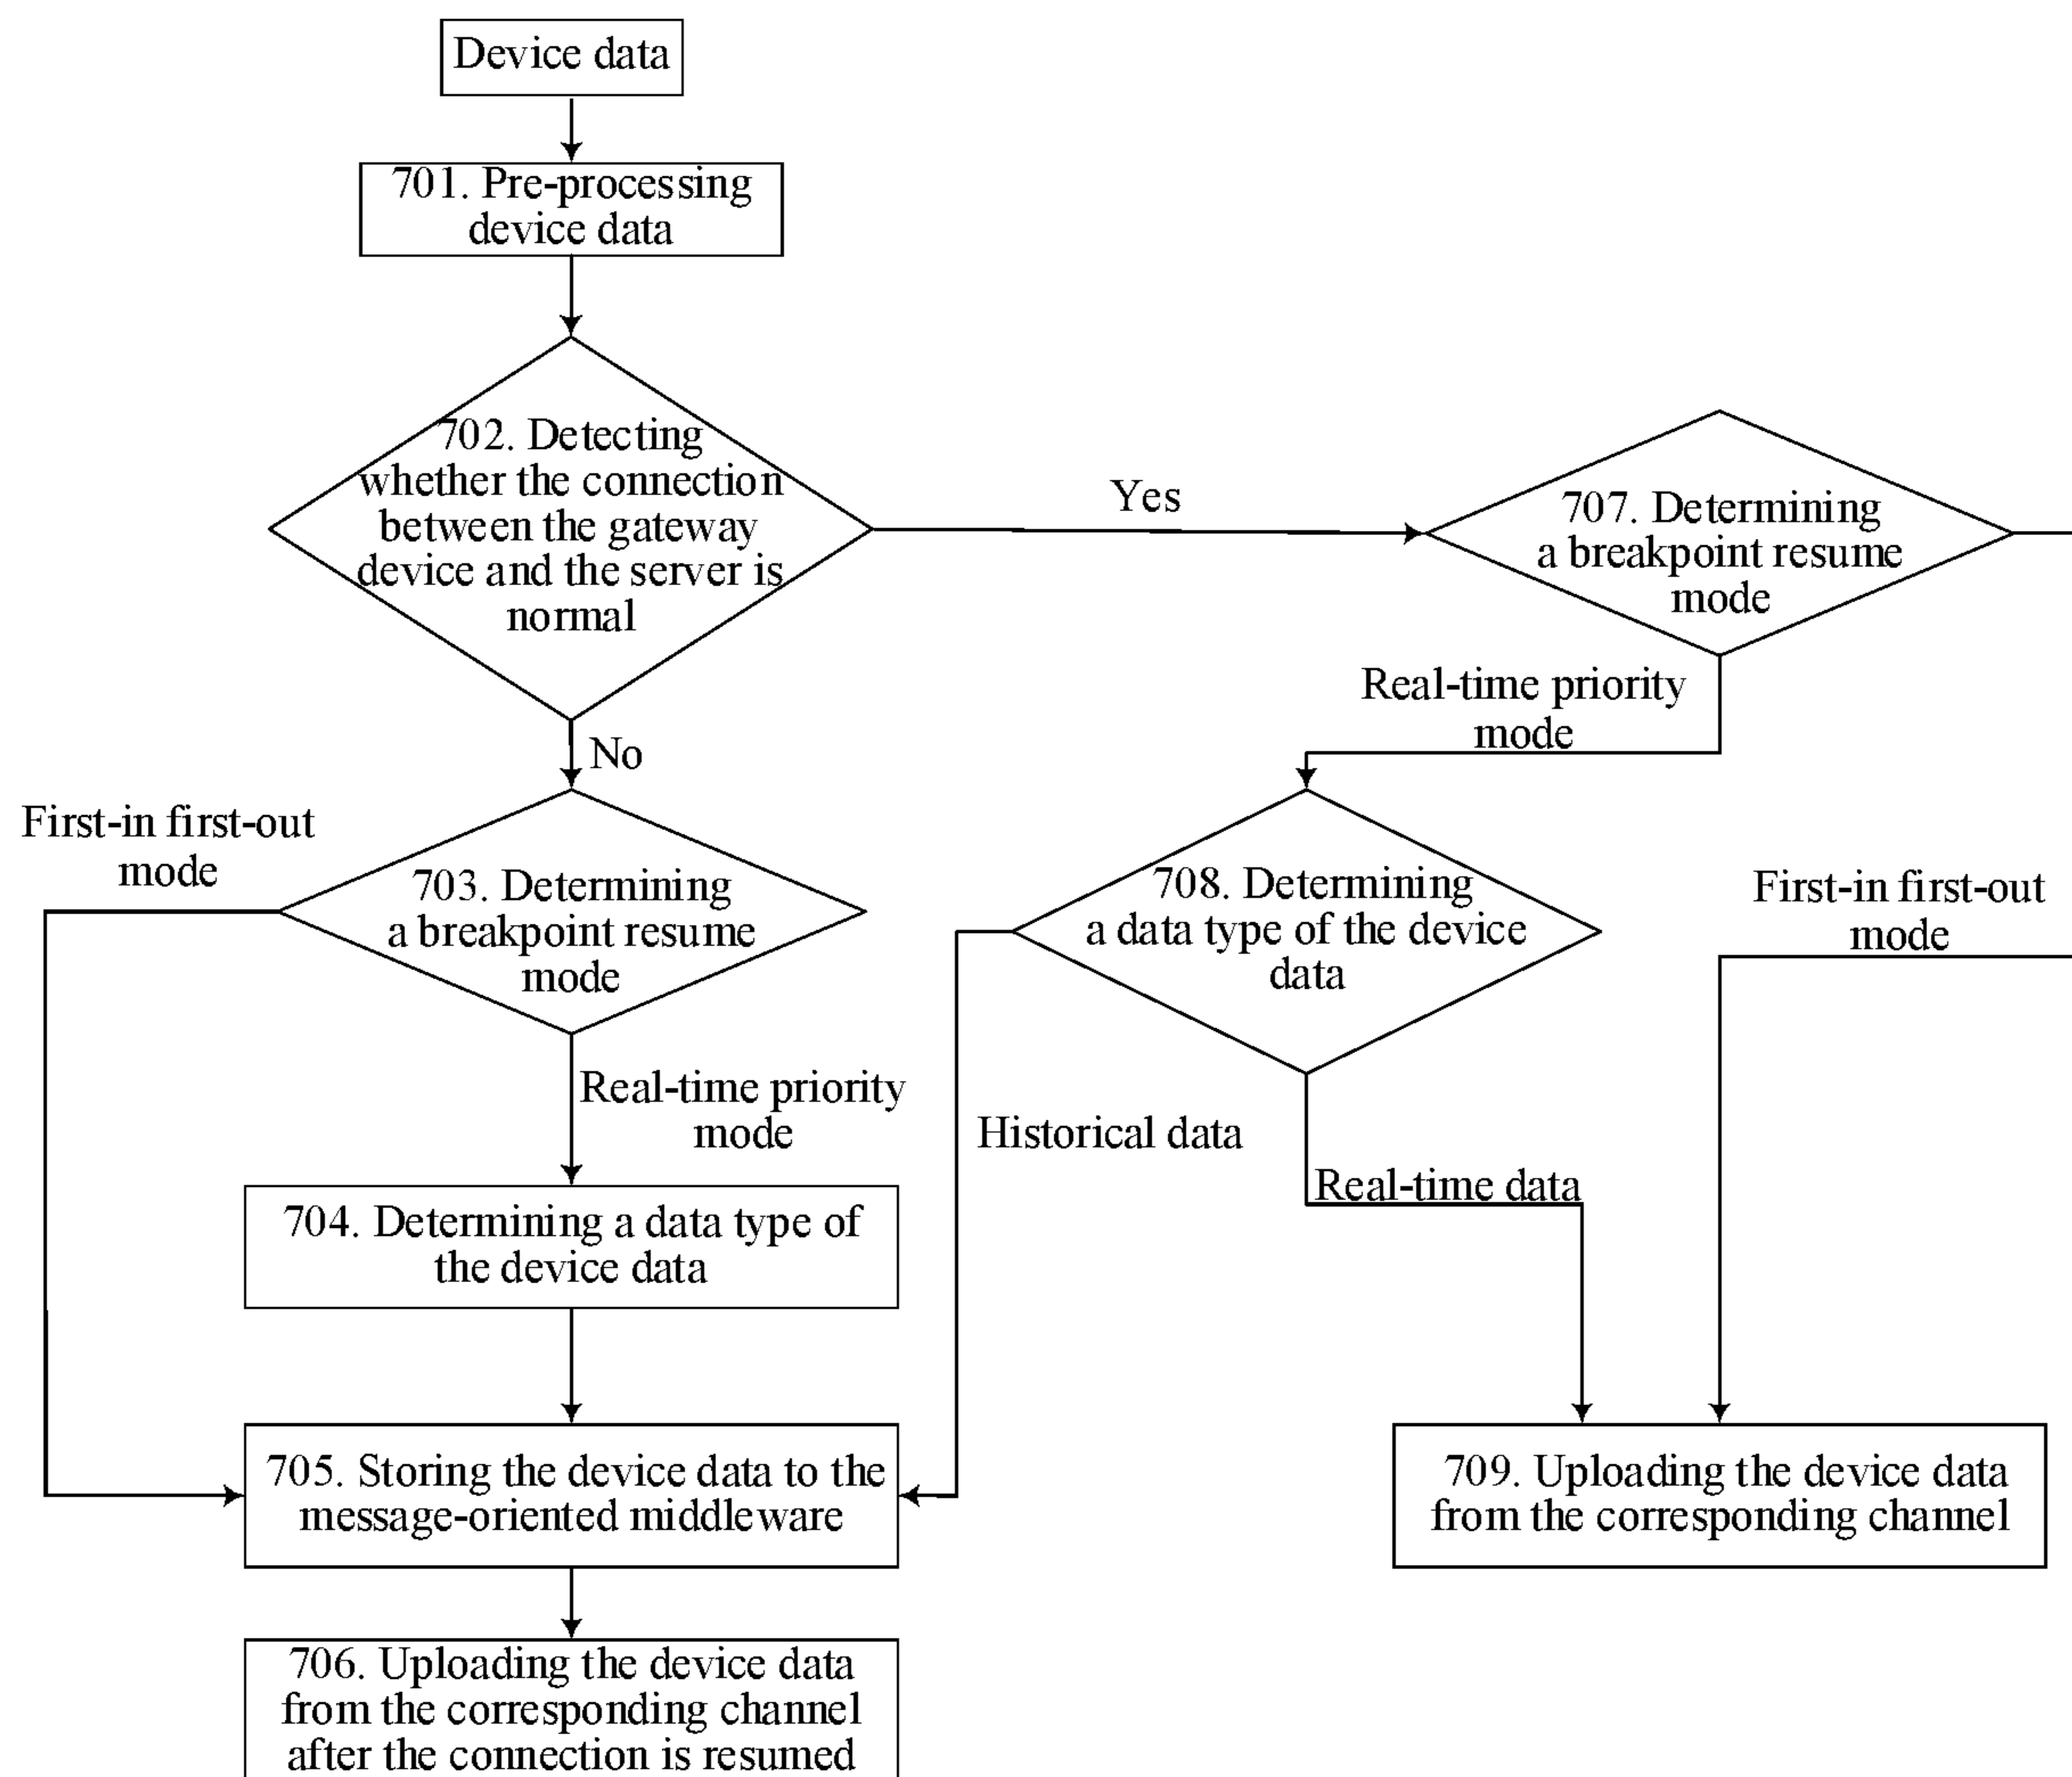 Device data
701. Pre-processing
device data
702. Detecting
whether the connection
between the gateway
device and the server is
normal
Yes
707. Determining
a breakpoint resume
mode
Real-time priority
mode
No
First-in first-out
mode
703. Determining
a breakpoint resume
mode
708. Determining
a data type of the device
data
First-in first-out
mode
Real-time priority
mode
Historical data
Real-time data
704. Determining a data type of
the device data
705. Storing the device data to the
message-oriented middleware
709. Uploading the device data
from the corresponding channel
706. Uploading the device data
from the corresponding channel
after the connection is resumed